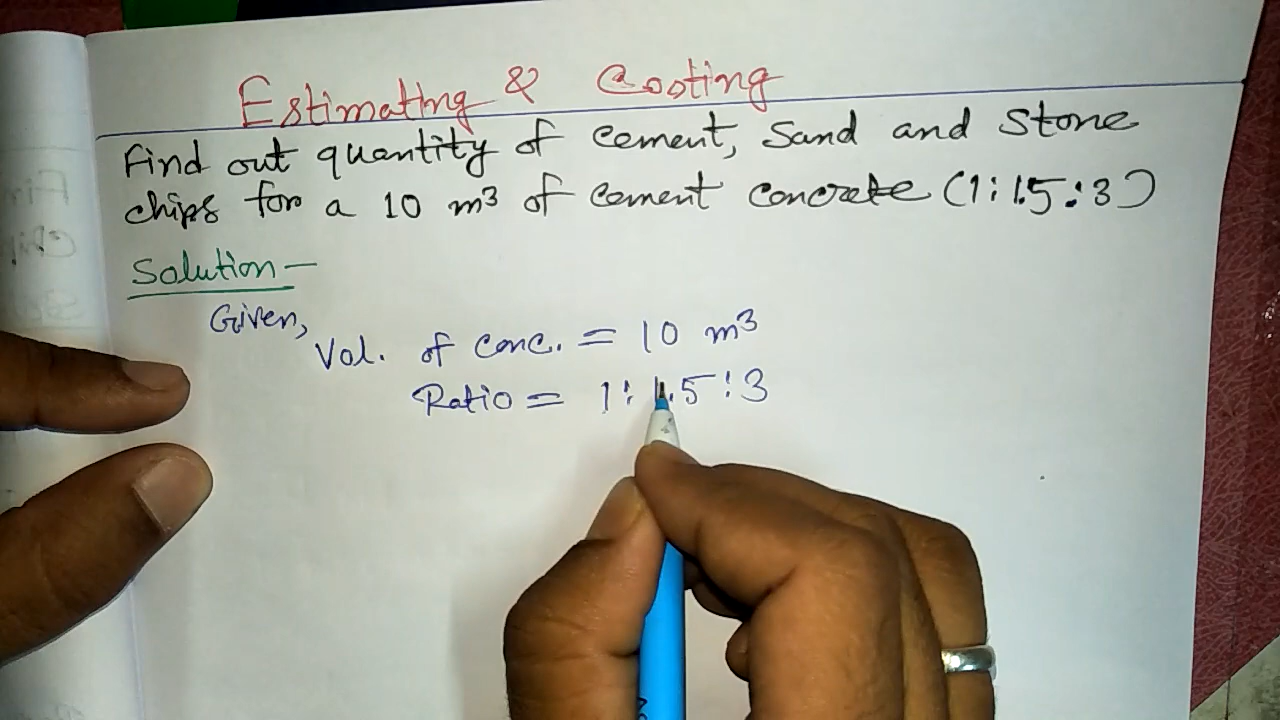 Estimating & Costing
Find out quantity of cement, sand and stone
chips for a 10 m³ of cement concrete (1:1.5:3)
Solution—
Given,
Vol. of conc. = 10 m³
Ratio = 1:1.5:3